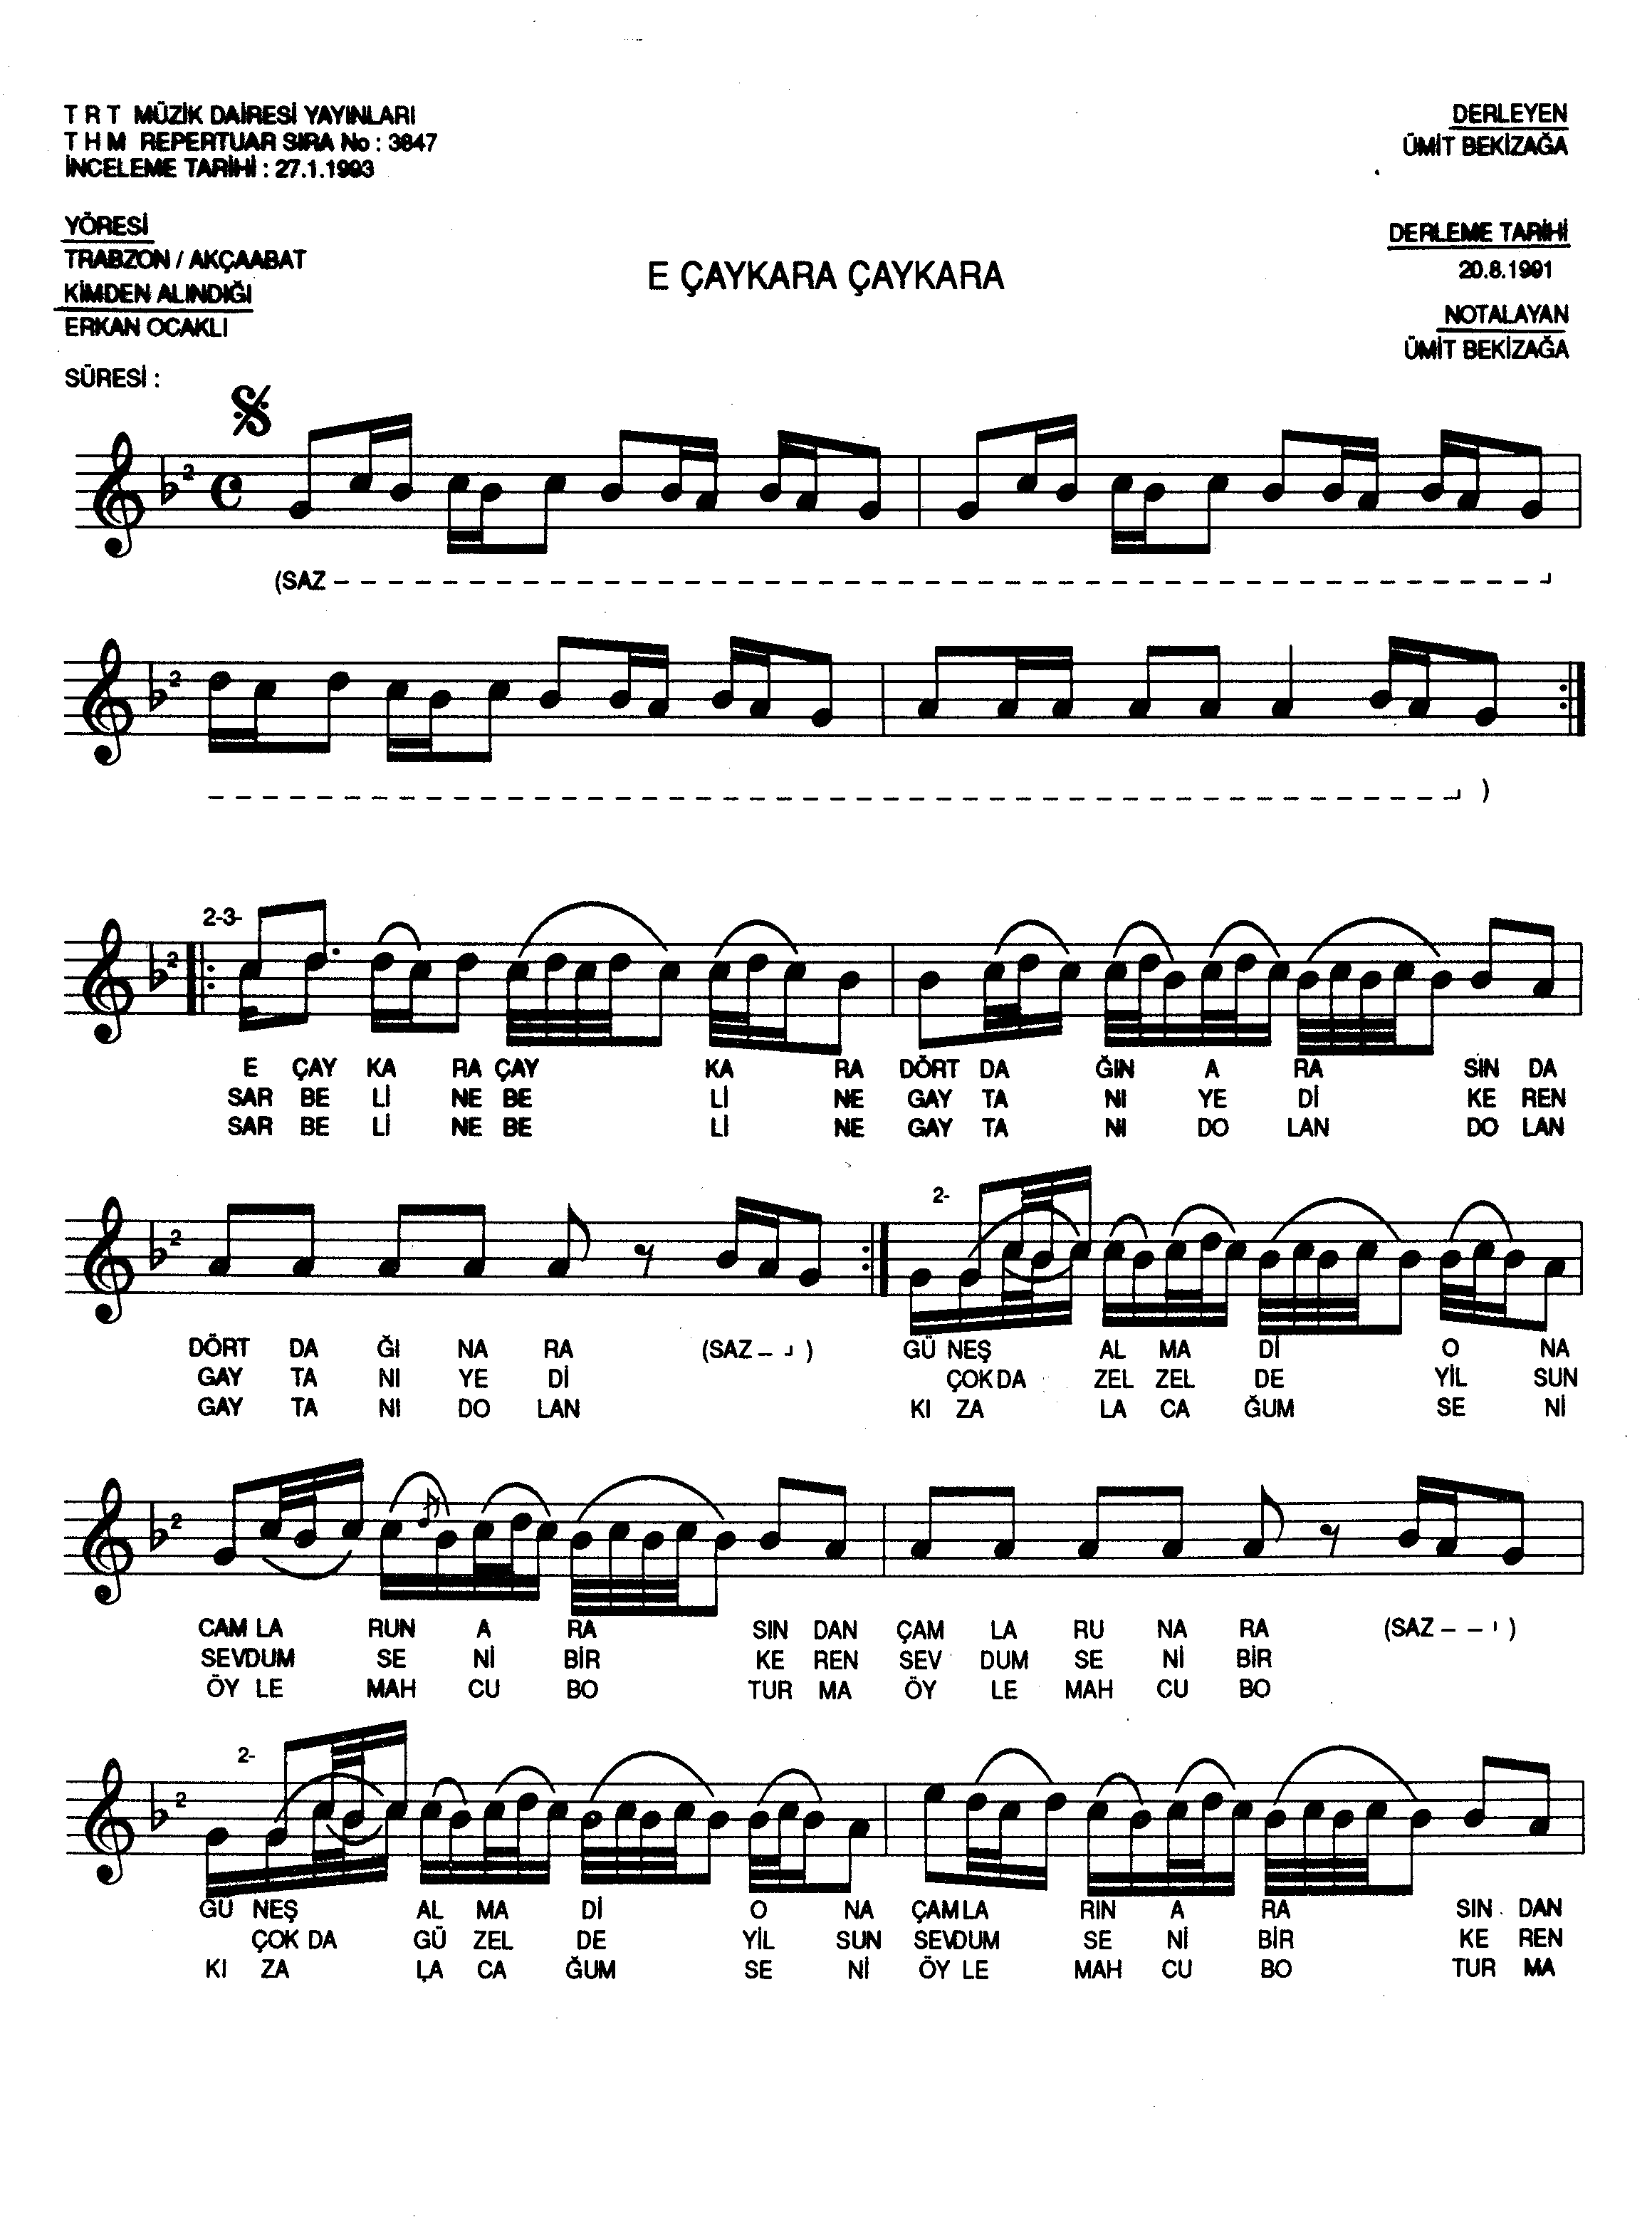 T R T MÜZİK DAİRESİ YAYINLARI
T H M REPERTUAR SIRA No : 3847
İNCELEME TARİHİ : 27.1.1993
DERLEYEN
ÜMİT BEKİZAĞA
YÖRESİ
TRABZON / AKÇAABAT
KİMDEN ALINDIĞI
ERKAN OCAKLI
SÜRESİ :
E ÇAYKARA ÇAYKARA
DERLEME TARİHİ
20.8.1991
NOTALAYAN
ÜMİT BEKİZAĞA
2
(SAZ
2
)
2-3-
2
E ÇAY KA RA ÇAY KA RA DÖRT DA ĞIN A RA SIN DA
SAR BE Lİ NE BE Lİ NE GAY TA NI YE Dİ KE REN
SAR BE Lİ NE BE Lİ NE GAY TA NI DO LAN DO LAN
2 2-
DÖRT DA ĞI NA RA (SAZ – ) GÜ NEŞ AL MA Dİ O NA
GAY TA NI YE Dİ ÇOK DA ZEL ZEL DE YİL SUN
GAY TA NI DO LAN KI ZA LA CA ĞUM SE Nİ
2
CAM LA RUN A RA SIN DAN ÇAM LA RU NA RA (SAZ – – )
SEVDUM SE Nİ BİR KE REN SEV DUM SE Nİ BİR
ÖY LE MAH CU BO TUR MA ÖY LE MAH CU BO
2 2-
GU NEŞ AL MA Dİ O NA ÇAM LA RIN A RA SIN DAN
ÇOK DA GÜ ZEL DE YİL SUN SEVDUM SE Nİ BİR KE REN
KI ZA LA CA ĞUM SE Nİ ÖY LE MAH CU BO TUR MA